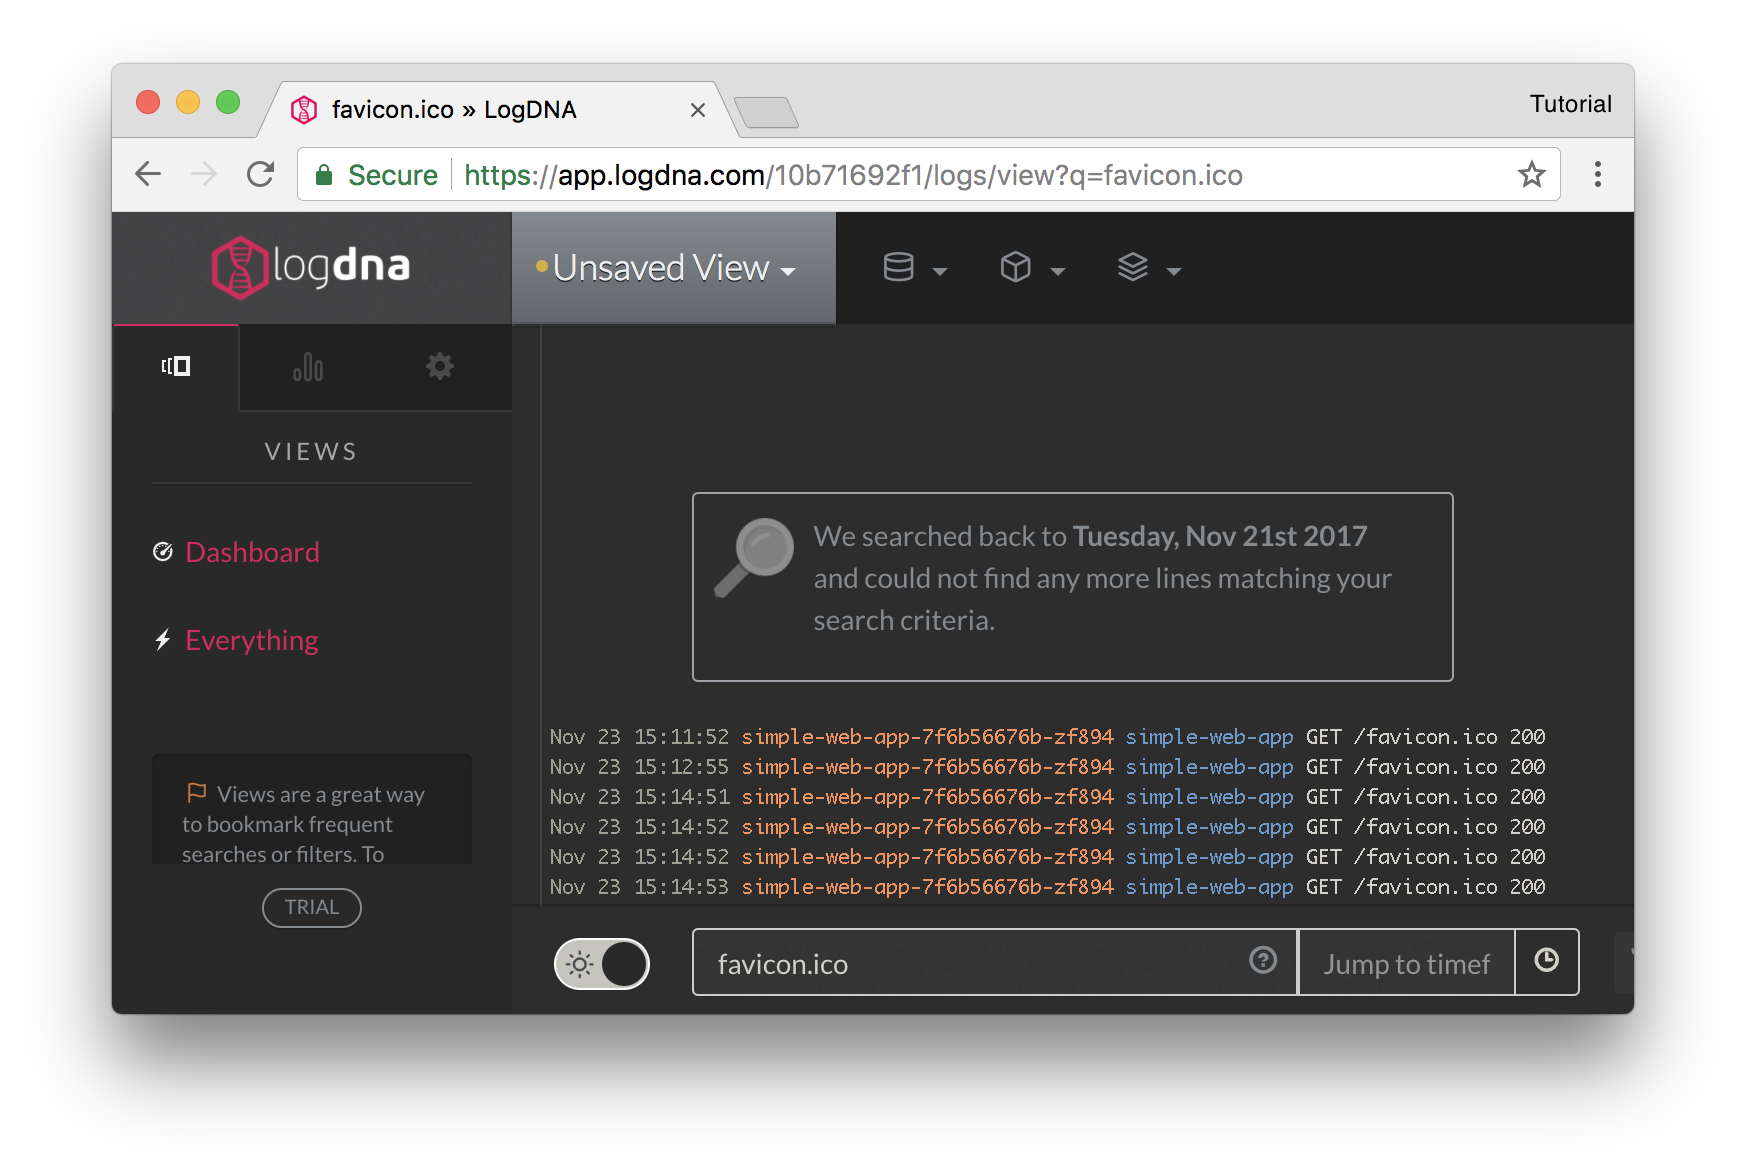 favicon.ico » LogDNA
Tutorial
Secure https://app.logdna.com/10b71692f1/logs/view?q=favicon.ico
logdna
Unsaved View
VIEWS
Dashboard
Everything
Views are a great way
to bookmark frequent
searches or filters. To
TRIAL
We searched back to Tuesday, Nov 21st 2017
and could not find any more lines matching your
search criteria.
Nov 23 15:11:52 simple-web-app-7f6b56676b-zf894 simple-web-app GET /favicon.ico 200
Nov 23 15:12:55 simple-web-app-7f6b56676b-zf894 simple-web-app GET /favicon.ico 200
Nov 23 15:14:51 simple-web-app-7f6b56676b-zf894 simple-web-app GET /favicon.ico 200
Nov 23 15:14:52 simple-web-app-7f6b56676b-zf894 simple-web-app GET /favicon.ico 200
Nov 23 15:14:52 simple-web-app-7f6b56676b-zf894 simple-web-app GET /favicon.ico 200
Nov 23 15:14:53 simple-web-app-7f6b56676b-zf894 simple-web-app GET /favicon.ico 200
favicon.ico
Jump to timef